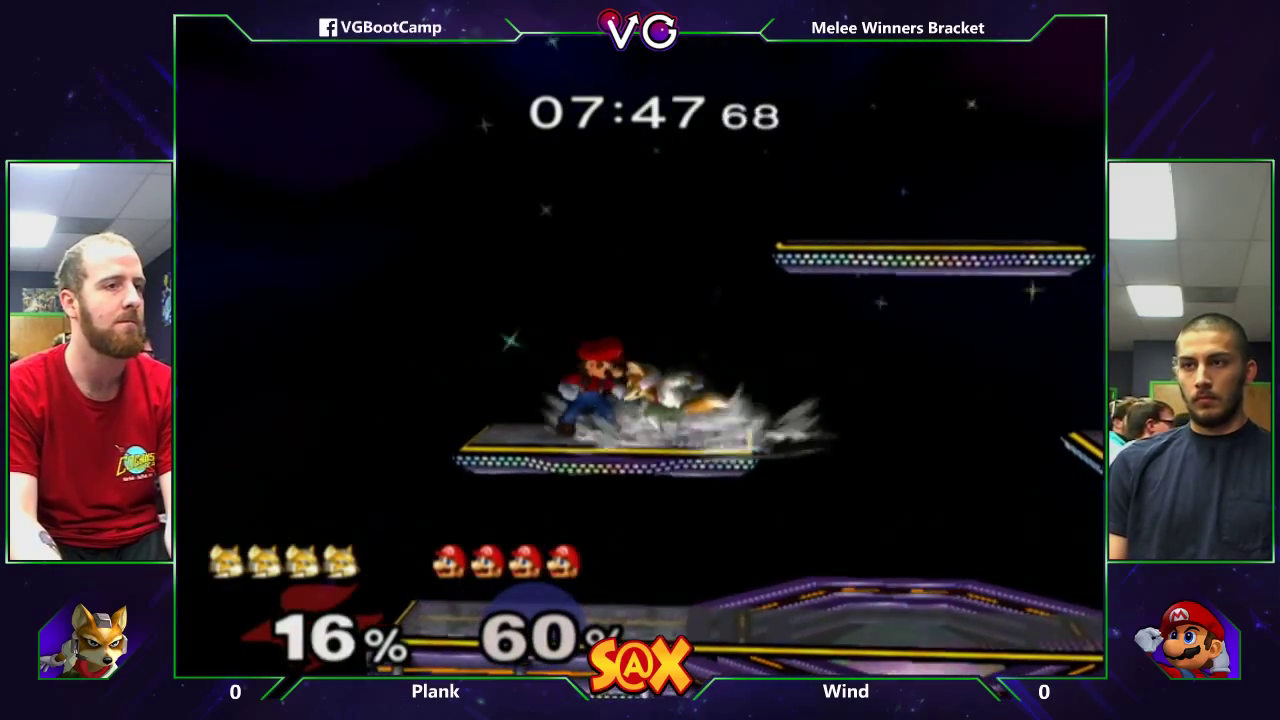 VGBootCamp
VG
Melee Winners Bracket
07:47 68
16%
60%
S@X
0
Plank
Wind
0